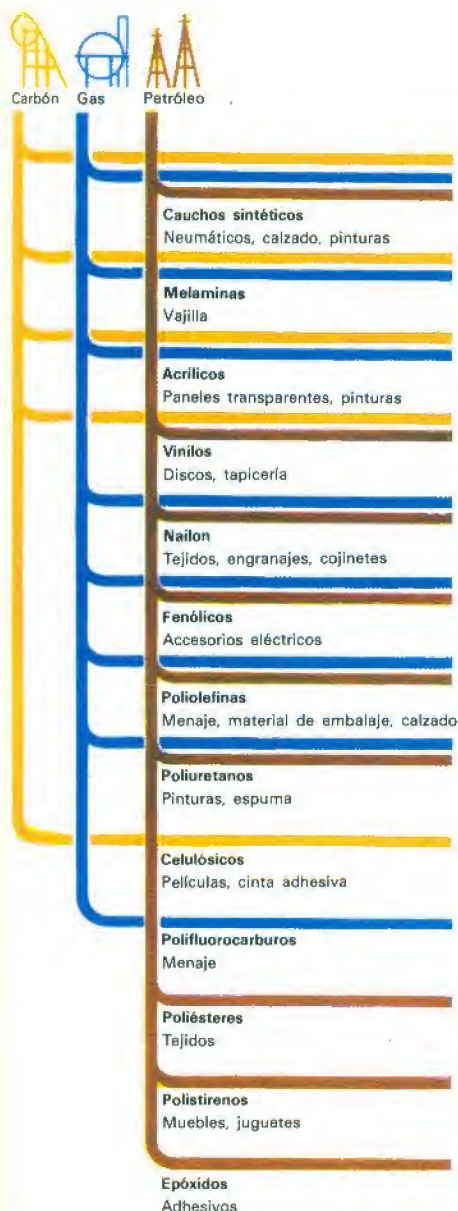 Carbón Gas Petróleo
Cauchos sintéticos
Neumáticos, calzado, pinturas
Melaminas
Vajilla
Acrílicos
Paneles transparentes, pinturas
Vinilos
Discos, tapicería
Nailon
Tejidos, engranajes, cojinetes
Fenólicos
Accesorios eléctricos
Poliolefinas
Menaje, material de embalaje, calzado
Poliuretanos
Pinturas, espuma
Celulósicos
Películas, cinta adhesiva
Polifluorocarburos
Menaje
Poliésteres
Tejidos
Polistirenos
Muebles, juguetes
Epóxidos
Adhesivos